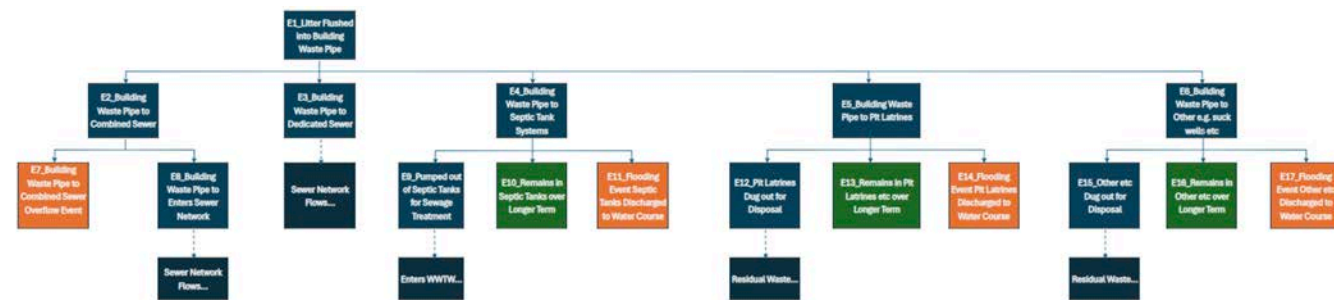 E1_Litter Flushed
into Building
Waste Pipe
E2_Building
Waste Pipe to
Combined Sewer
E3_Building
Waste Pipe to
Dedicated Sewer
E4_Building
Waste Pipe to
Septic Tank
Systems
E5_Building Waste
Pipe to Pit Latrines
E6_Building
Waste Pipe to
Other e.g. suck
wells etc
E7_Building
Waste Pipe to
Combined Sewer
Overflow Event
E8_Building
Waste Pipe to
Enters Sewer
Network
Sewer Network
Flows...
E9_Pumped out
of Septic Tanks
for Sewage
Treatment
E10_Remains in
Septic Tanks over
Longer Term
E11_Flooding
Event Septic
Tanks Discharged
to Water Course
E12_Pit Latrines
Dug out for
Disposal
E13_Remains in Pit
Latrines etc over
Longer Term
E14_Flooding
Event Pit Latrines
Discharged to
Water Course
E15_Other etc
Dug out for
Disposal
E16_Remains in
Other etc over
Longer Term
E17_Flooding
Event Other etc
Discharged to
Water Course
Sewer Network
Flows...
Enters WWTW...
Residual Waste...
Residual Waste...